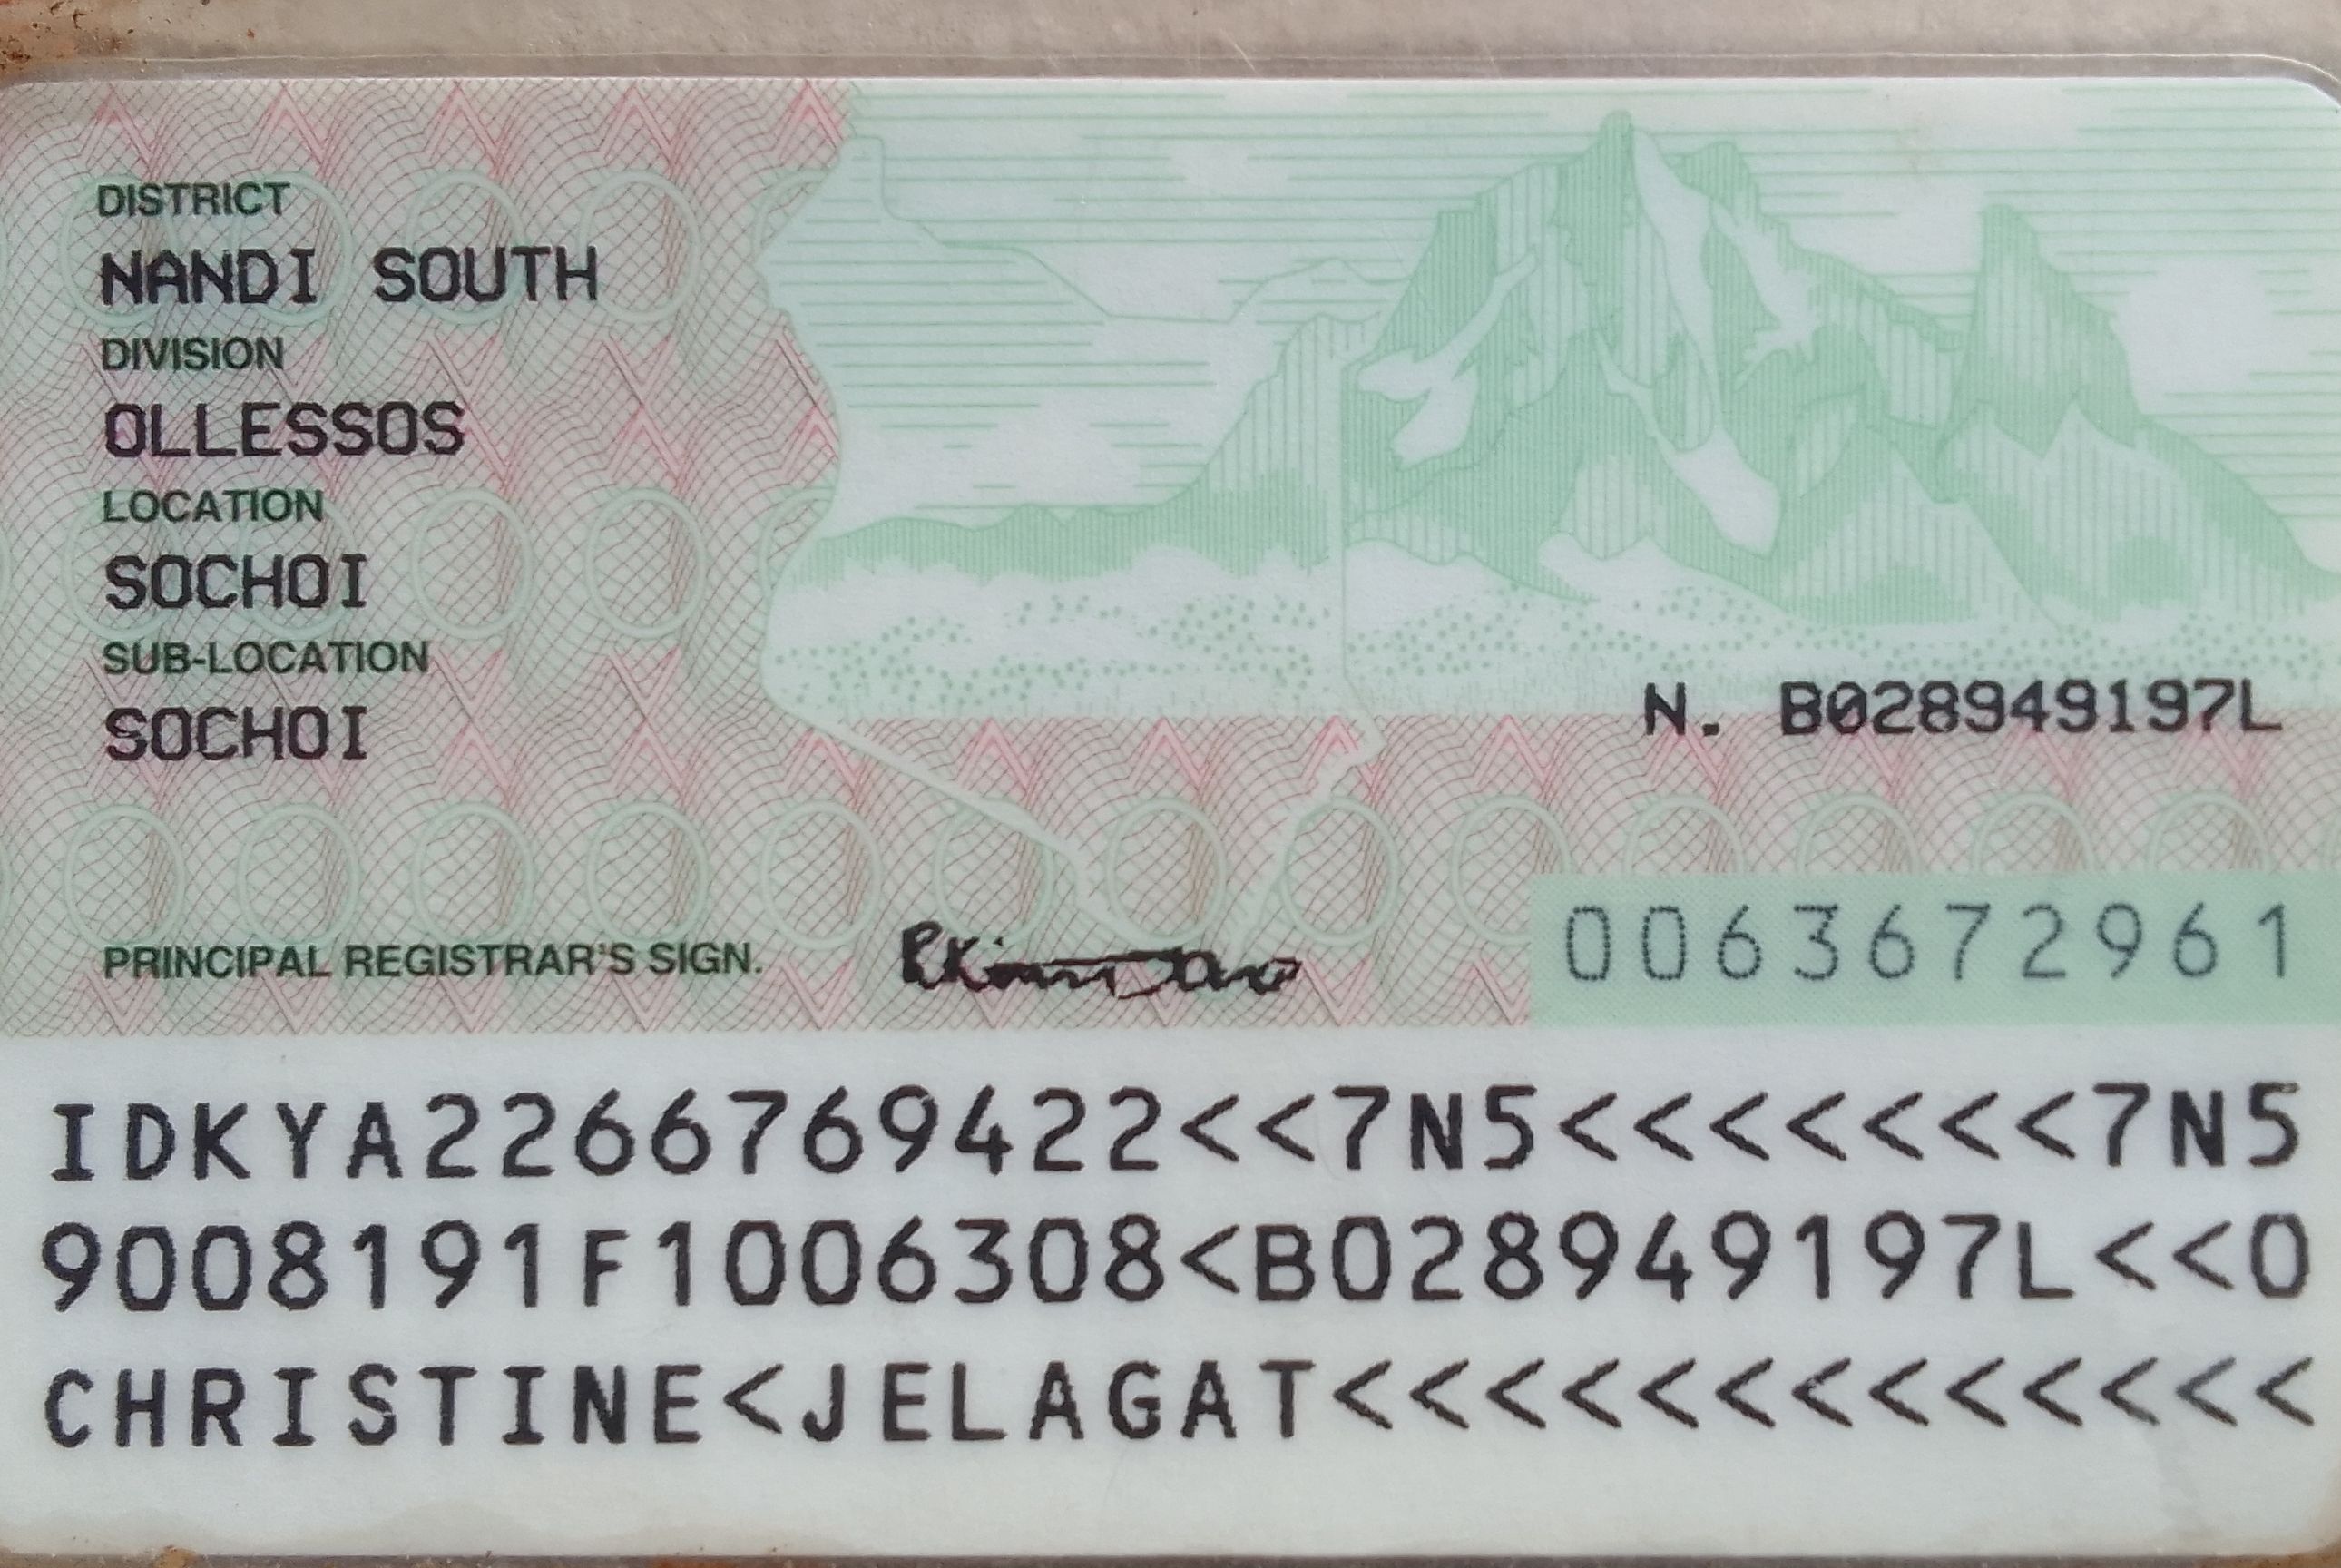 DISTRICT
NANDI SOUTH
DIVISION
OLLESSOS
LOCATION
SOCHOI
SUB-LOCATION
SOCHOI
N. B028949197L
PRINCIPAL REGISTRAR'S SIGN.
0063672961
IDKYA2266769422<<7N5<<<<<<<7N5
9008191F1006308<B028949197L<<0
CHRISTINE<JELAGAT<<<<<<<<<<<<<